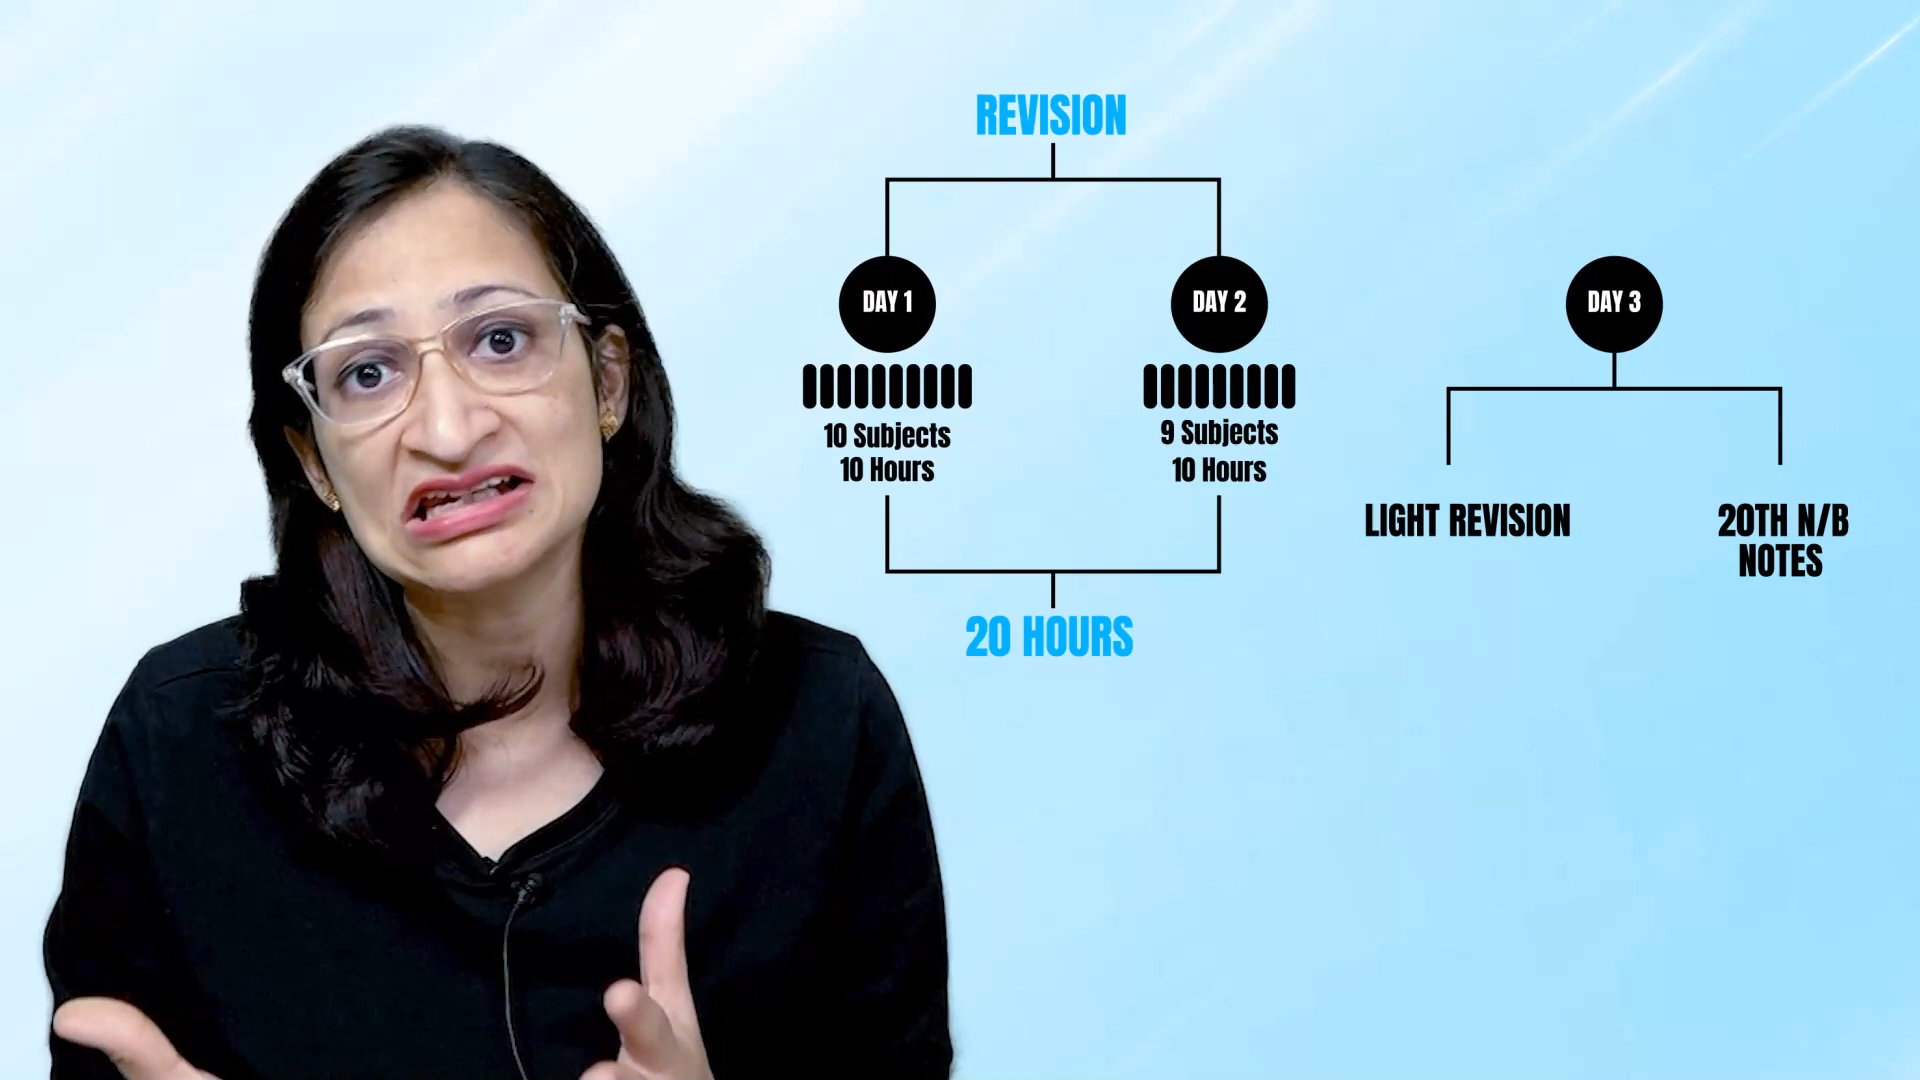 REVISION
DAY 1
DAY 2
DAY 3
10 Subjects
10 Hours
9 Subjects
10 Hours
LIGHT REVISION
20TH N/B
NOTES
20 HOURS